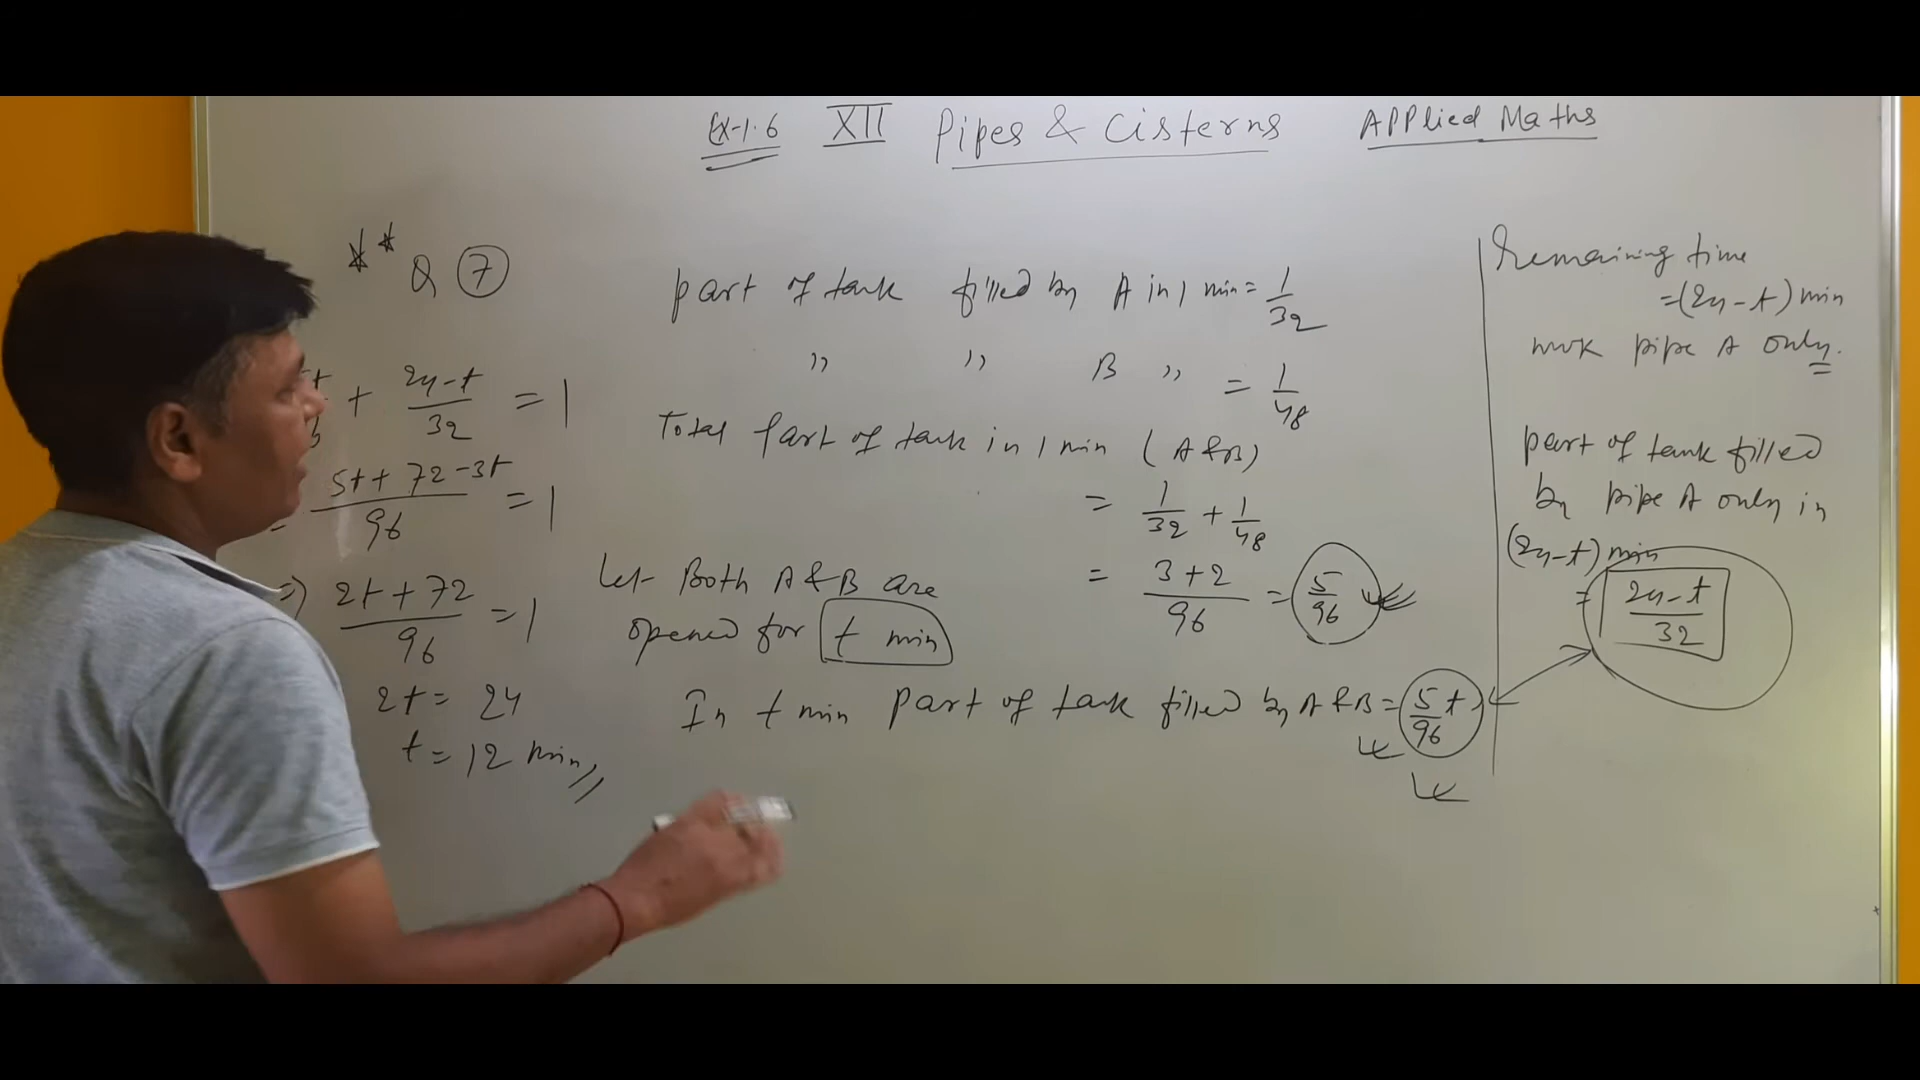 Ex-1.6 XII Pipes & Cisterns Applied Maths
** Q 7
+ 24-t/32 = 1
5t + 72 - 3t/96 = 1
=) 2t + 72/96 = 1
2t = 24
t = 12 min
part of tank filled by A in 1 min = 1/32
" " B " = 1/48
Total part of tank in 1 min (A & B)
= 1/32 + 1/48
= 3+2/96 = 5/96
Let Both A & B are
opened for t min
In t min part of tank filled by A & B = 5/96 t
Remaining time
= (24-t) min
pipe A only.
part of tank filled
by pipe A only in
(24-t) min
= 24-t/32